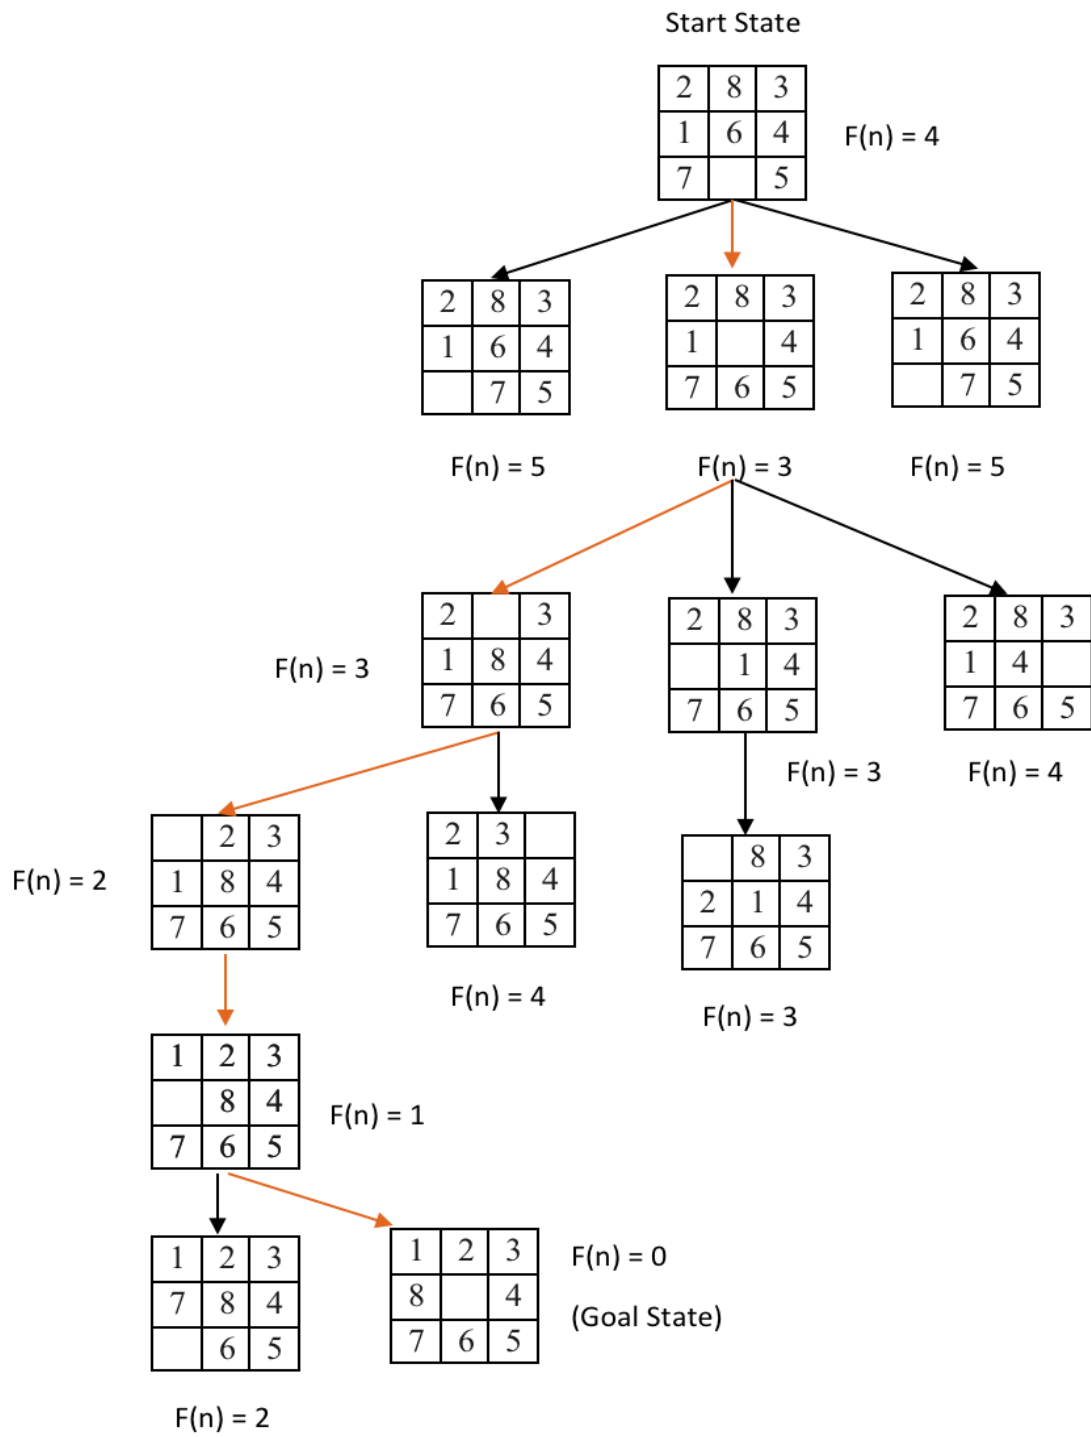 Start State
2 8 3
1 6 4
7 5
F(n) = 4
2 8 3
1 6 4
7 5
F(n) = 5
2 8 3
1 4
7 6 5
F(n) = 3
2 8 3
1 6 4
7 5
F(n) = 5
2 3
1 8 4
7 6 5
F(n) = 3
2 8 3
1 4
7 6 5
F(n) = 3
2 8 3
1 4
7 6 5
F(n) = 4
2 3
1 8 4
7 6 5
F(n) = 2
2 3
1 8 4
7 6 5
F(n) = 4
8 3
2 1 4
7 6 5
F(n) = 3
1 2 3
8 4
7 6 5
F(n) = 1
1 2 3
7 8 4
6 5
F(n) = 2
1 2 3
8 4
7 6 5
F(n) = 0
(Goal State)